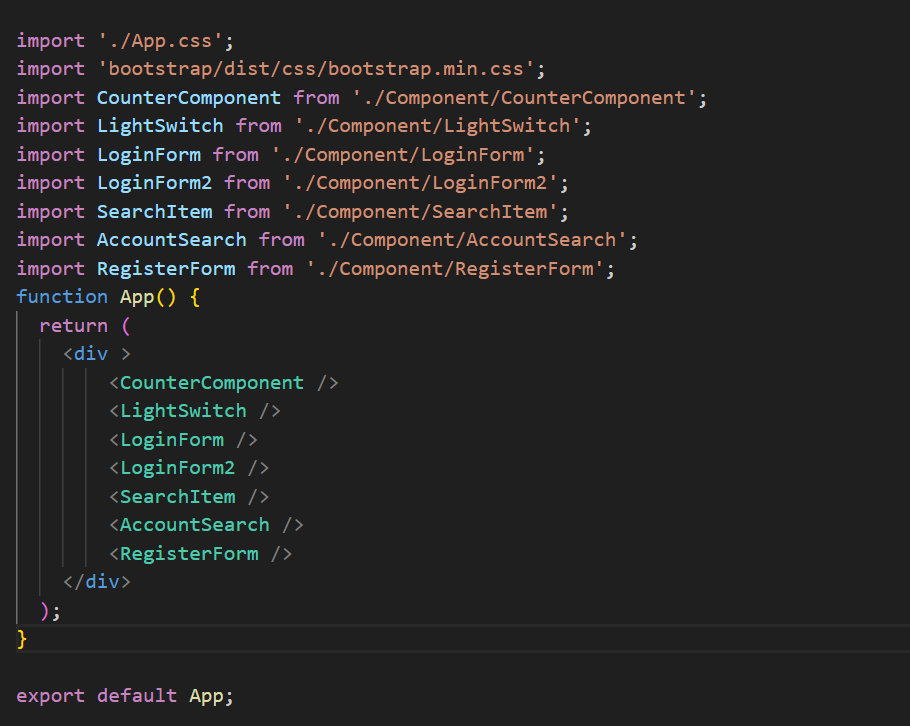 import './App.css';
import 'bootstrap/dist/css/bootstrap.min.css';
import CounterComponent from './Component/CounterComponent';
import LightSwitch from './Component/LightSwitch';
import LoginForm from './Component/LoginForm';
import LoginForm2 from './Component/LoginForm2';
import SearchItem from './Component/SearchItem';
import AccountSearch from './Component/AccountSearch';
import RegisterForm from './Component/RegisterForm';
function App() {
  return (
    <div >
        <CounterComponent />
        <LightSwitch />
        <LoginForm />
        <LoginForm2 />
        <SearchItem />
        <AccountSearch />
        <RegisterForm />
    </div>
  );
}

export default App;